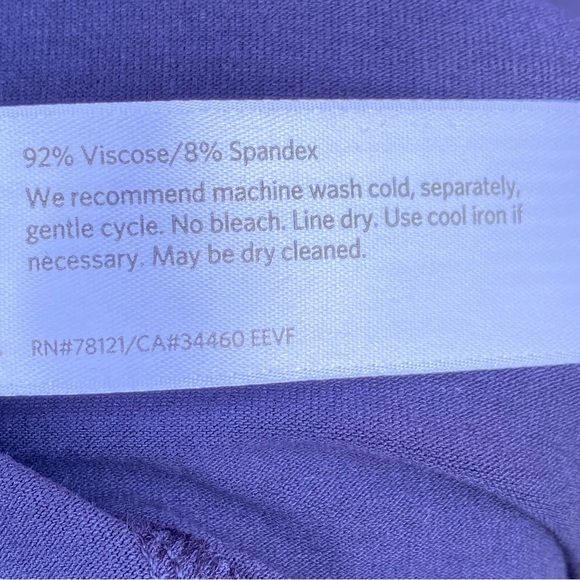 92% Viscose/8% Spandex
We recommend machine wash cold, separately,
gentle cycle. No bleach. Line dry. Use cool iron if
necessary. May be dry cleaned.
RN#78121/CA#34460 EEVF